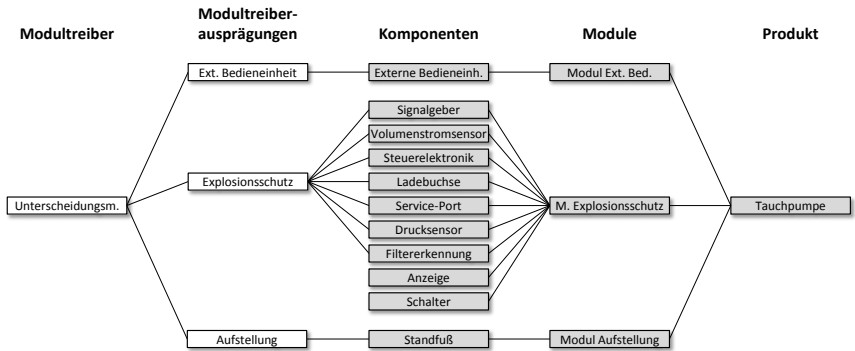 Modultreiber
Modultreiber-
ausprägungen
Komponenten
Module
Produkt
Ext. Bedieneinheit
Externe Bedieneinh.
Modul Ext. Bed.
Signalgeber
Volumenstromsensor
Steuerelektronik
Explosionsschutz
Ladebuchse
Unterscheidungsm.
Service-Port
M. Explosionsschutz
Tauchpumpe
Drucksensor
Filtererkennung
Anzeige
Schalter
Aufstellung
Standfuß
Modul Aufstellung